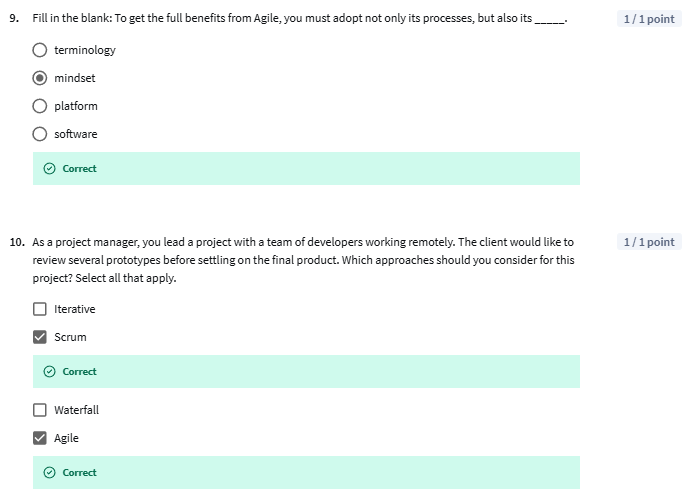 9. Fill in the blank: To get the full benefits from Agile, you must adopt not only its processes, but also its _____.
1 / 1 point
terminology
mindset
platform
software
Correct
10. As a project manager, you lead a project with a team of developers working remotely. The client would like to
1 / 1 point
review several prototypes before settling on the final product. Which approaches should you consider for this
project? Select all that apply.
Iterative
Scrum
Correct
Waterfall
Agile
Correct